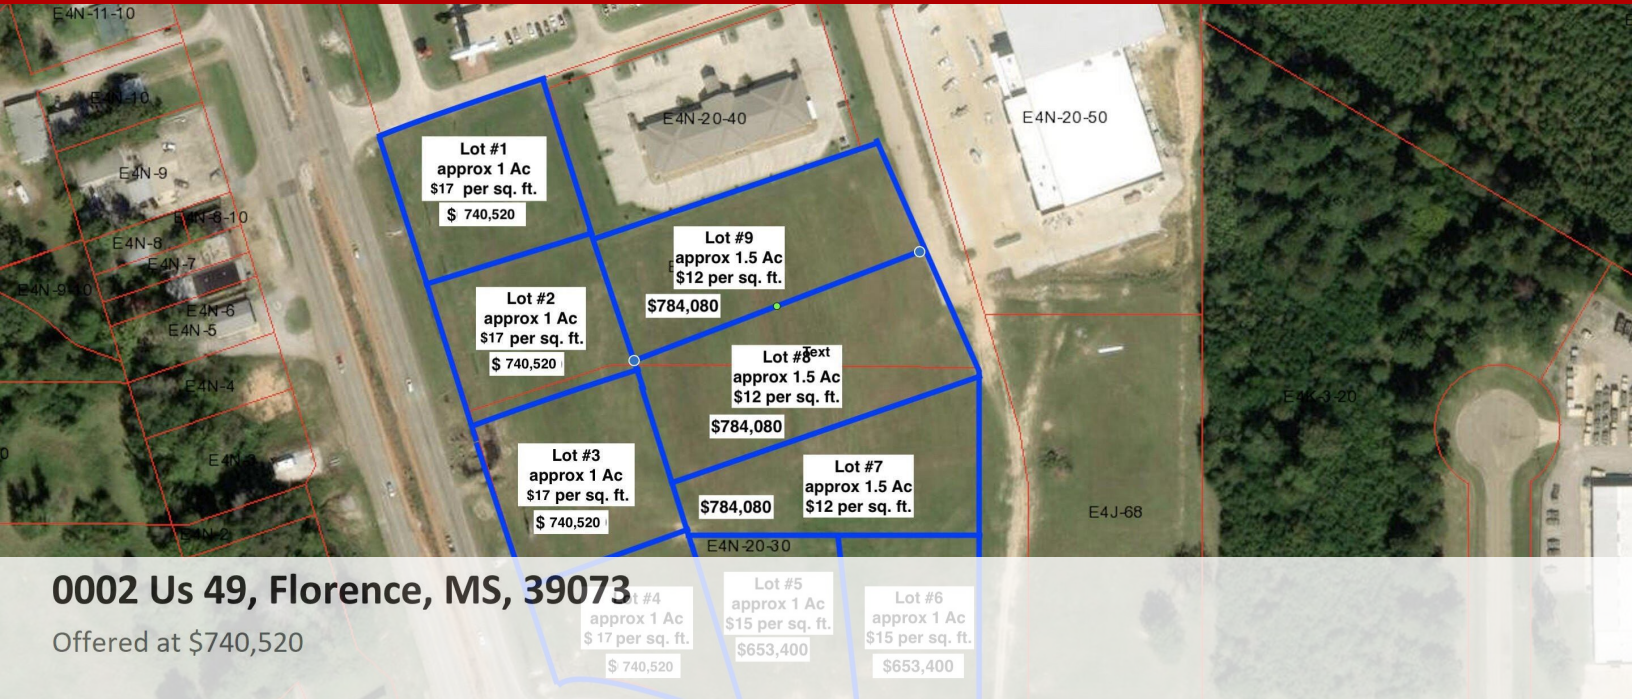 E4N-11-10
E4N-10
E4N-9
E4N-8-10
E4N-8
E4N-7
E4N-9-10
E4N-6
E4N-5
E4N-4
E4N-2
E4N-20-40
E4N-20-50
Lot #1
approx 1 Ac
$17 per sq. ft.
$ 740,520
Lot #9
approx 1.5 Ac
$12 per sq. ft.
$784,080
Lot #2
approx 1 Ac
$17 per sq. ft.
$ 740,520
Text
Lot #8
approx 1.5 Ac
$12 per sq. ft.
$784,080
Lot #3
approx 1 Ac
$17 per sq. ft.
$ 740,520
Lot #7
approx 1.5 Ac
$12 per sq. ft.
$784,080
E4J-68
E4N-20-30
0002 Us 49, Florence, MS, 39073
Offered at $740,520
Lot #4
approx 1 Ac
$ 17 per sq. ft.
$ 740,520
Lot #5
approx 1 Ac
$15 per sq. ft.
$653,400
Lot #6
approx 1 Ac
$15 per sq. ft.
$653,400